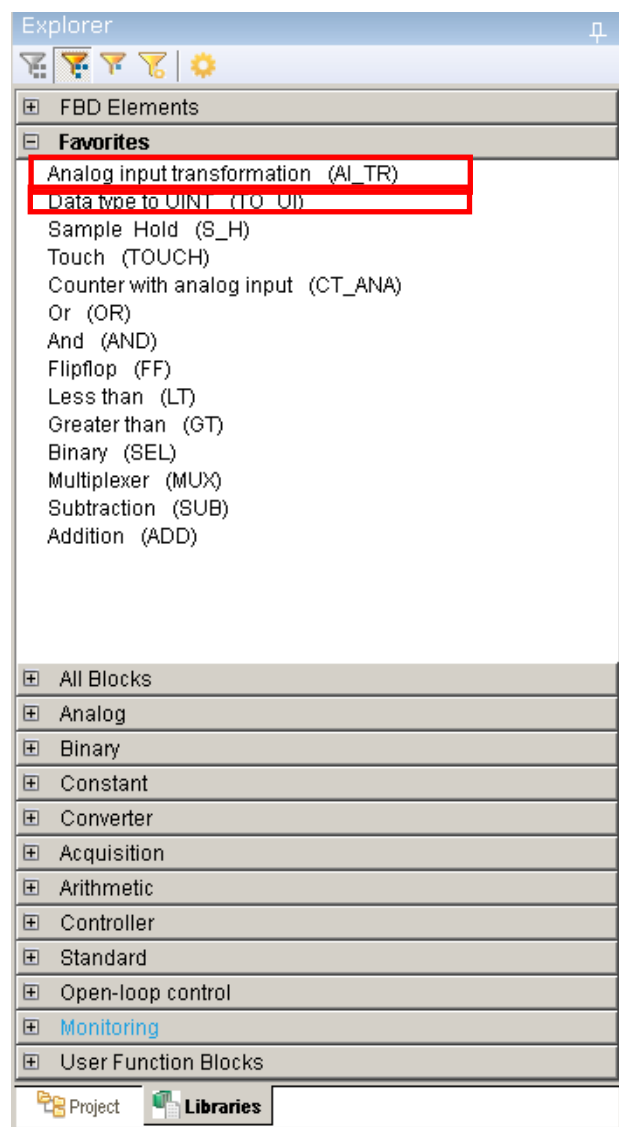 Explorer
FBD Elements
Favorites
Analog input transformation (AI_TR)
Data type to UINT (TO_UI)
Sample Hold (S_H)
Touch (TOUCH)
Counter with analog input (CT_ANA)
Or (OR)
And (AND)
Flipflop (FF)
Less than (LT)
Greater than (GT)
Binary (SEL)
Multiplexer (MUX)
Subtraction (SUB)
Addition (ADD)
All Blocks
Analog
Binary
Constant
Converter
Acquisition
Arithmetic
Controller
Standard
Open-loop control
Monitoring
User Function Blocks
Project Libraries